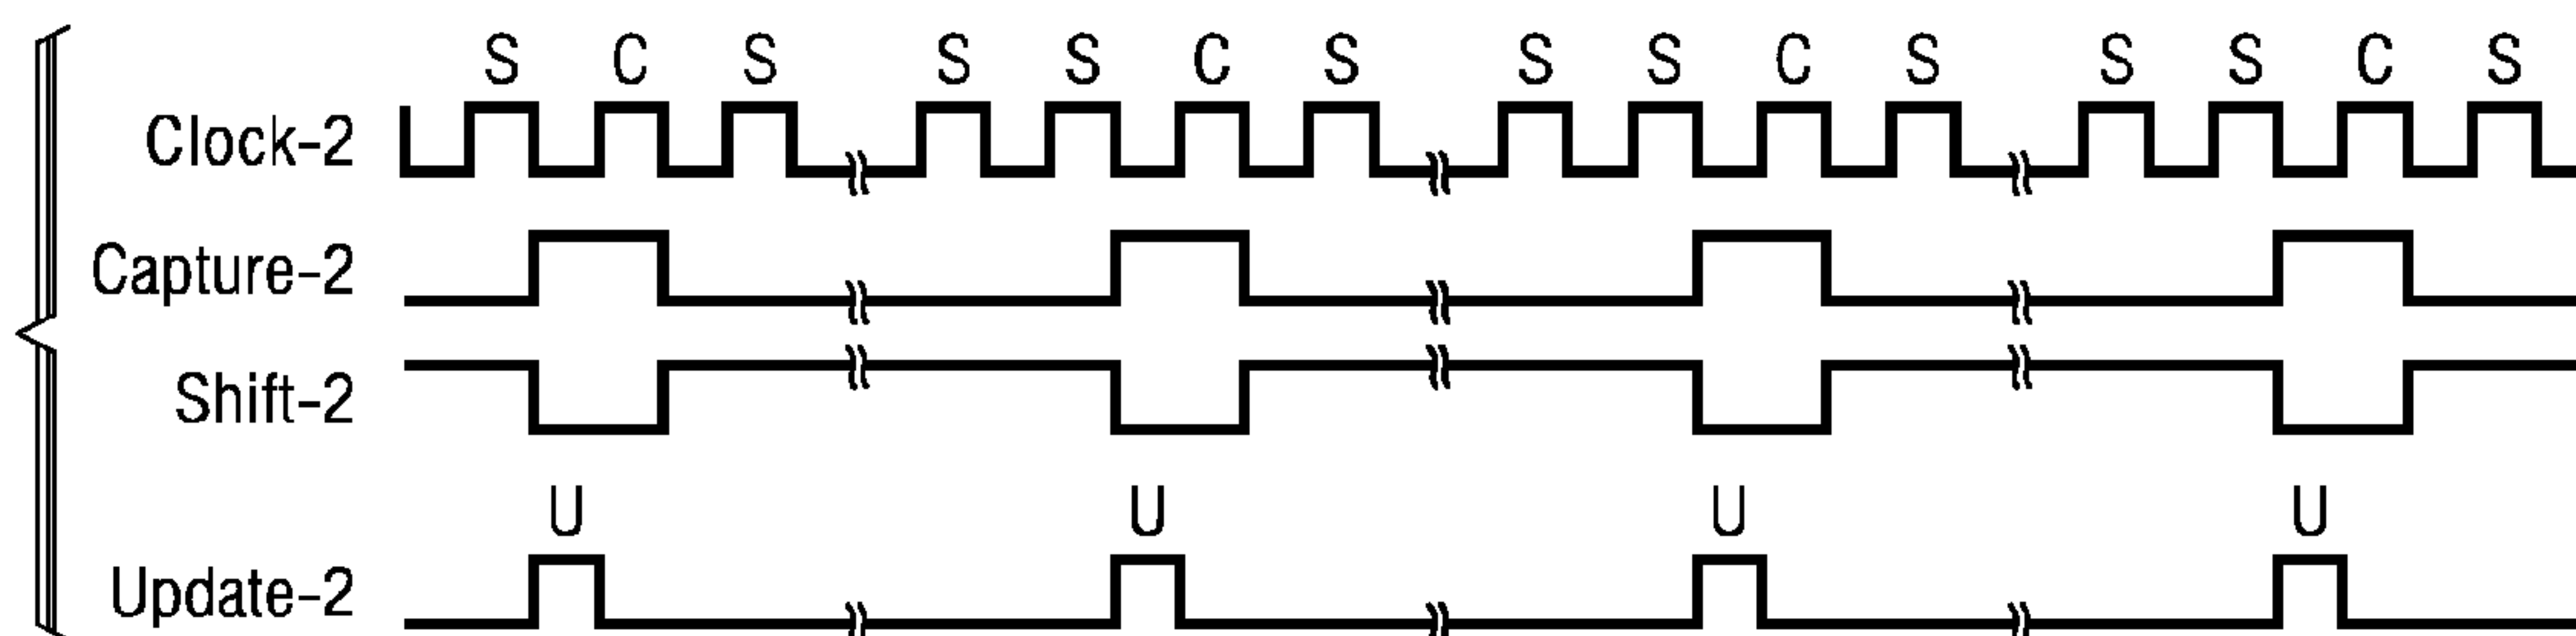 S C S S S C S S S C S S S C S
Clock-2
Capture-2
Shift-2
U U U U
Update-2